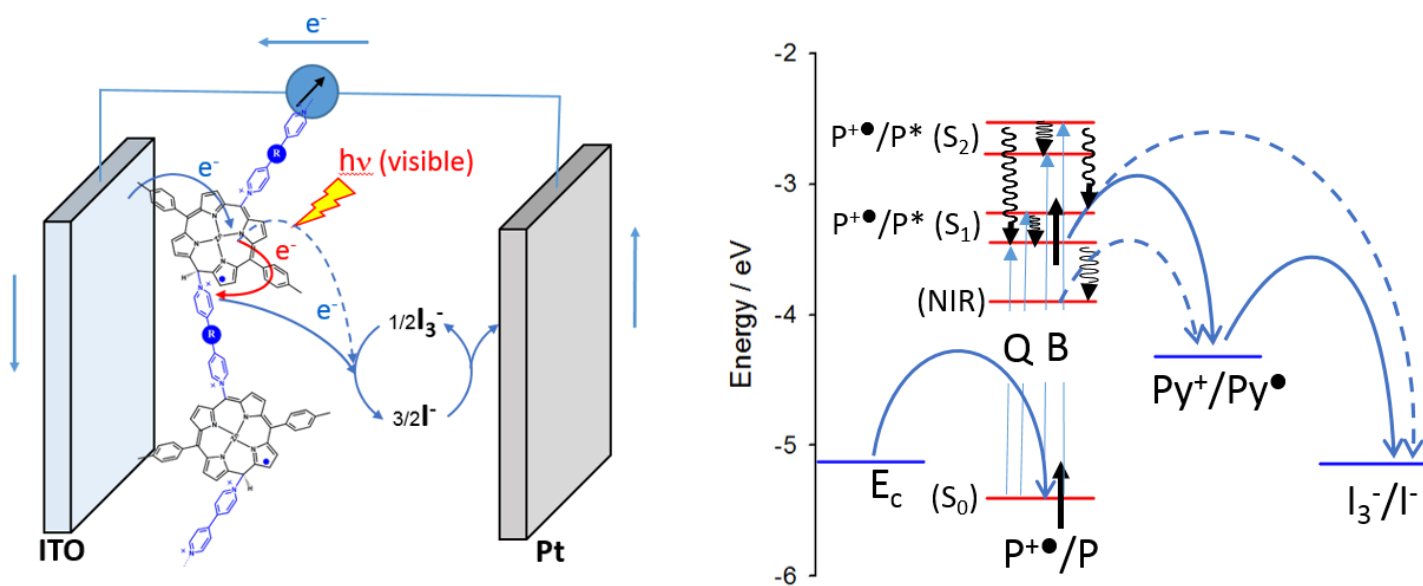 e⁻
hν (visible)
e⁻
R
e⁻
H
N
N
N
N
e⁻
1/2I₃⁻
R
3/2I⁻
H
ITO
Pt
Energy / eV
-2
-3
-4
-5
-6
P⁺●/P* (S₂)
P⁺●/P* (S₁)
(NIR)
Q B
Py⁺/Py●
E_c
(S₀)
P⁺●/P
I₃⁻/I⁻